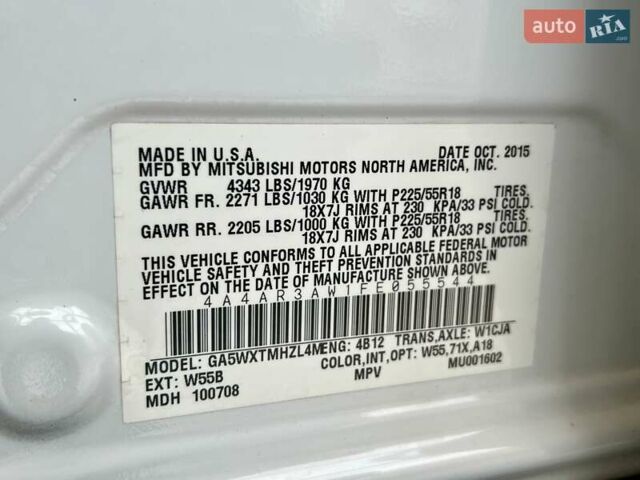 auto RIA.com
MADE IN U.S.A. DATE OCT. 2015
MFD BY MITSUBISHI MOTORS NORTH AMERICA, INC.
GVWR 4343 LBS/1970 KG
GAWR FR. 2271 LBS/1030 KG WITH P225/55R18 TIRES.
18X7J RIMS AT 230 KPA/33 PSI COLD.
GAWR RR. 2205 LBS/1000 KG WITH P225/55R18 TIRES.
18X7J RIMS AT 230 KPA/33 PSI COLD.
THIS VEHICLE CONFORMS TO ALL APPLICABLE FEDERAL MOTOR
VEHICLE SAFETY AND THEFT PREVENTION STANDARDS IN
EFFECT ON THE DATE OF MANUFACTURE SHOWN ABOVE.
4A4AR3AW1FE055544
MODEL: GA5WXTMHZL4M ENG: 4B12 TRANS,AXLE: W1CJA
EXT: W55B COLOR,INT,OPT: W55,71X,A18
MDH 100708 MPV MU001602